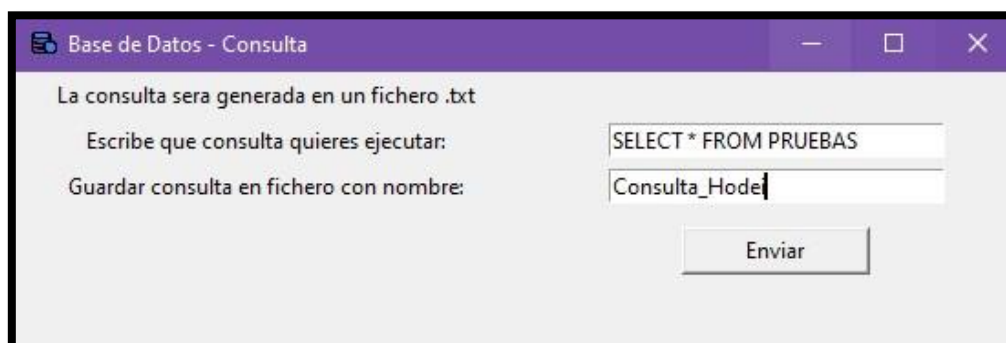 Base de Datos - Consulta
La consulta sera generada en un fichero .txt
Escribe que consulta quieres ejecutar: SELECT * FROM PRUEBAS
Guardar consulta en fichero con nombre: Consulta_Hodei
Enviar